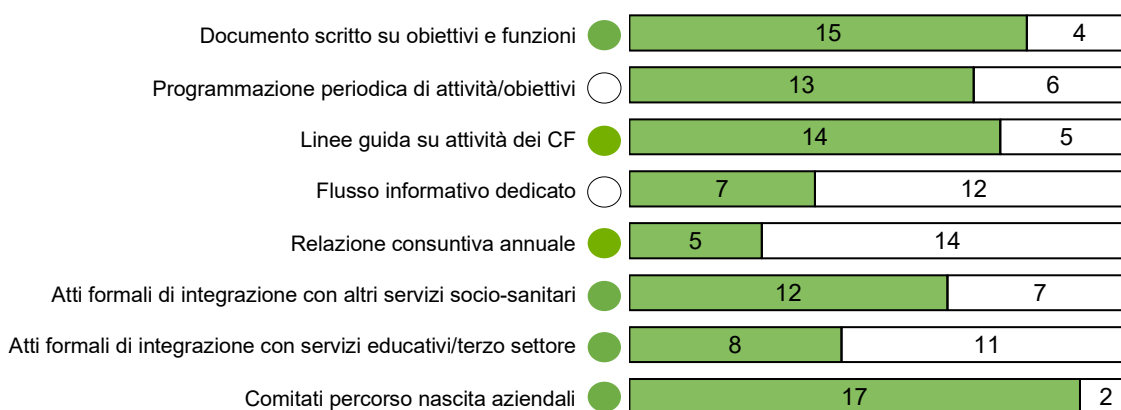 Documento scritto su obiettivi e funzioni 15 4
Programmazione periodica di attività/obiettivi 13 6
Linee guida su attività dei CF 14 5
Flusso informativo dedicato 7 12
Relazione consuntiva annuale 5 14
Atti formali di integrazione con altri servizi socio-sanitari 12 7
Atti formali di integrazione con servizi educativi/terzo settore 8 11
Comitati percorso nascita aziendali 17 2